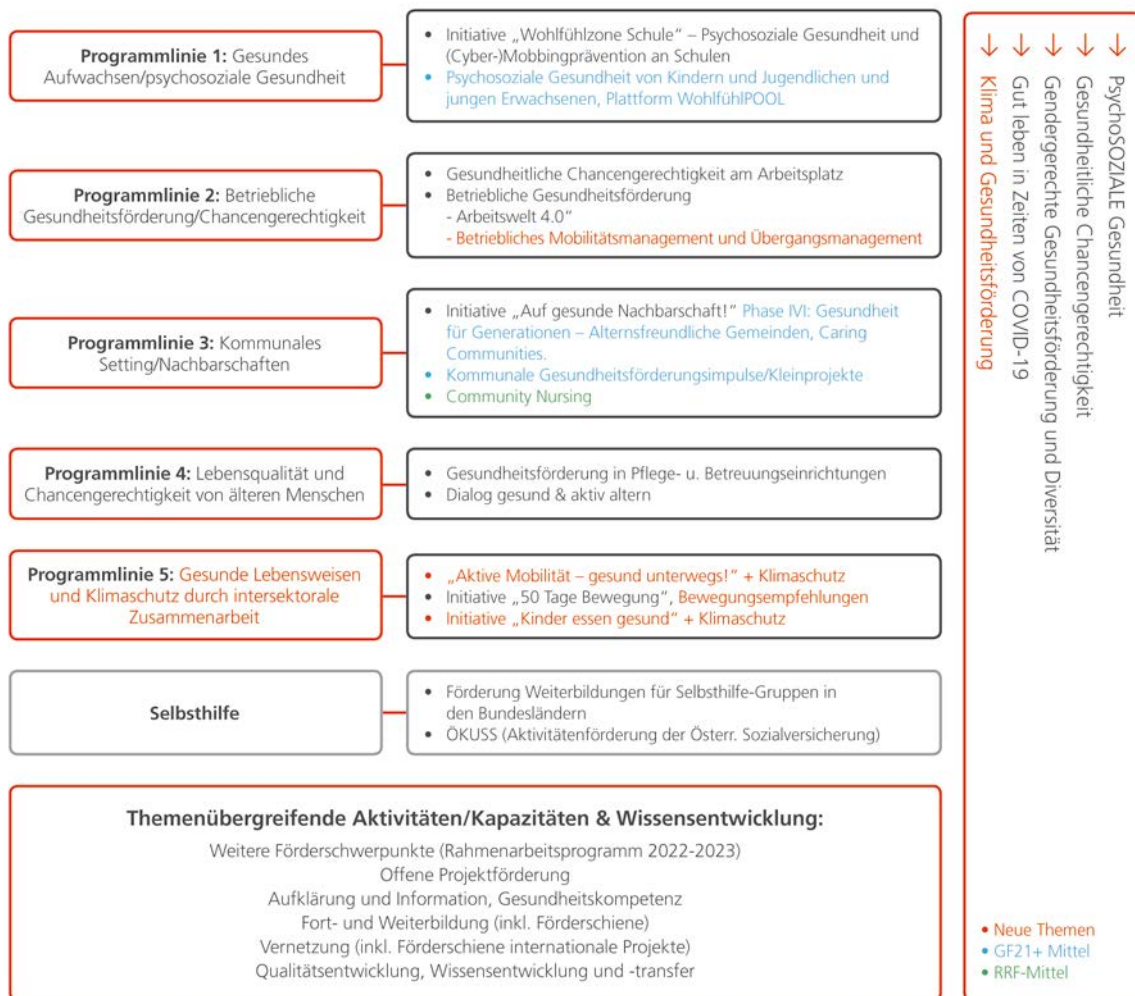 Programmlinie 1: Gesundes
Aufwachsen/psychosoziale Gesundheit
• Initiative „Wohlfühlzone Schule“ – Psychosoziale Gesundheit und
(Cyber-)Mobbingprävention an Schulen
• Psychosoziale Gesundheit von Kindern und Jugendlichen und
jungen Erwachsenen, Plattform WohlfühlPOOL
Programmlinie 2: Betriebliche
Gesundheitsförderung/Chancengerechtigkeit
• Gesundheitliche Chancengerechtigkeit am Arbeitsplatz
• Betriebliche Gesundheitsförderung
- Arbeitswelt 4.0“
- Betriebliches Mobilitätsmanagement und Übergangsmanagement
Programmlinie 3: Kommunales
Setting/Nachbarschaften
• Initiative „Auf gesunde Nachbarschaft!“ Phase IVI: Gesundheit
für Generationen – Alternsfreundliche Gemeinden, Caring
Communities.
• Kommunale Gesundheitsförderungsimpulse/Kleinprojekte
• Community Nursing
Programmlinie 4: Lebensqualität und
Chancengerechtigkeit von älteren Menschen
• Gesundheitsförderung in Pflege- u. Betreuungseinrichtungen
• Dialog gesund & aktiv altern
Programmlinie 5: Gesunde Lebensweisen
und Klimaschutz durch intersektorale
Zusammenarbeit
• „Aktive Mobilität – gesund unterwegs!“ + Klimaschutz
• Initiative „50 Tage Bewegung“, Bewegungsempfehlungen
• Initiative „Kinder essen gesund“ + Klimaschutz
Selbsthilfe
• Förderung Weiterbildungen für Selbsthilfe-Gruppen in
den Bundesländern
• ÖKUSS (Aktivitätenförderung der Österr. Sozialversicherung)
Themenübergreifende Aktivitäten/Kapazitäten & Wissensentwicklung:
Weitere Förderschwerpunkte (Rahmenarbeitsprogramm 2022-2023)
Offene Projektförderung
Aufklärung und Information, Gesundheitskompetenz
Fort- und Weiterbildung (inkl. Förderschiene)
Vernetzung (inkl. Förderschiene internationale Projekte)
Qualitätsentwicklung, Wissensentwicklung und -transfer
→ PsychoSOZIALE Gesundheit
→ Gesundheitliche Chancengerechtigkeit
→ Gendergerechte Gesundheitsförderung und Diversität
→ Gut leben in Zeiten von COVID-19
→ Klima und Gesundheitsförderung
• Neue Themen
• GF21+ Mittel
• RRF-Mittel